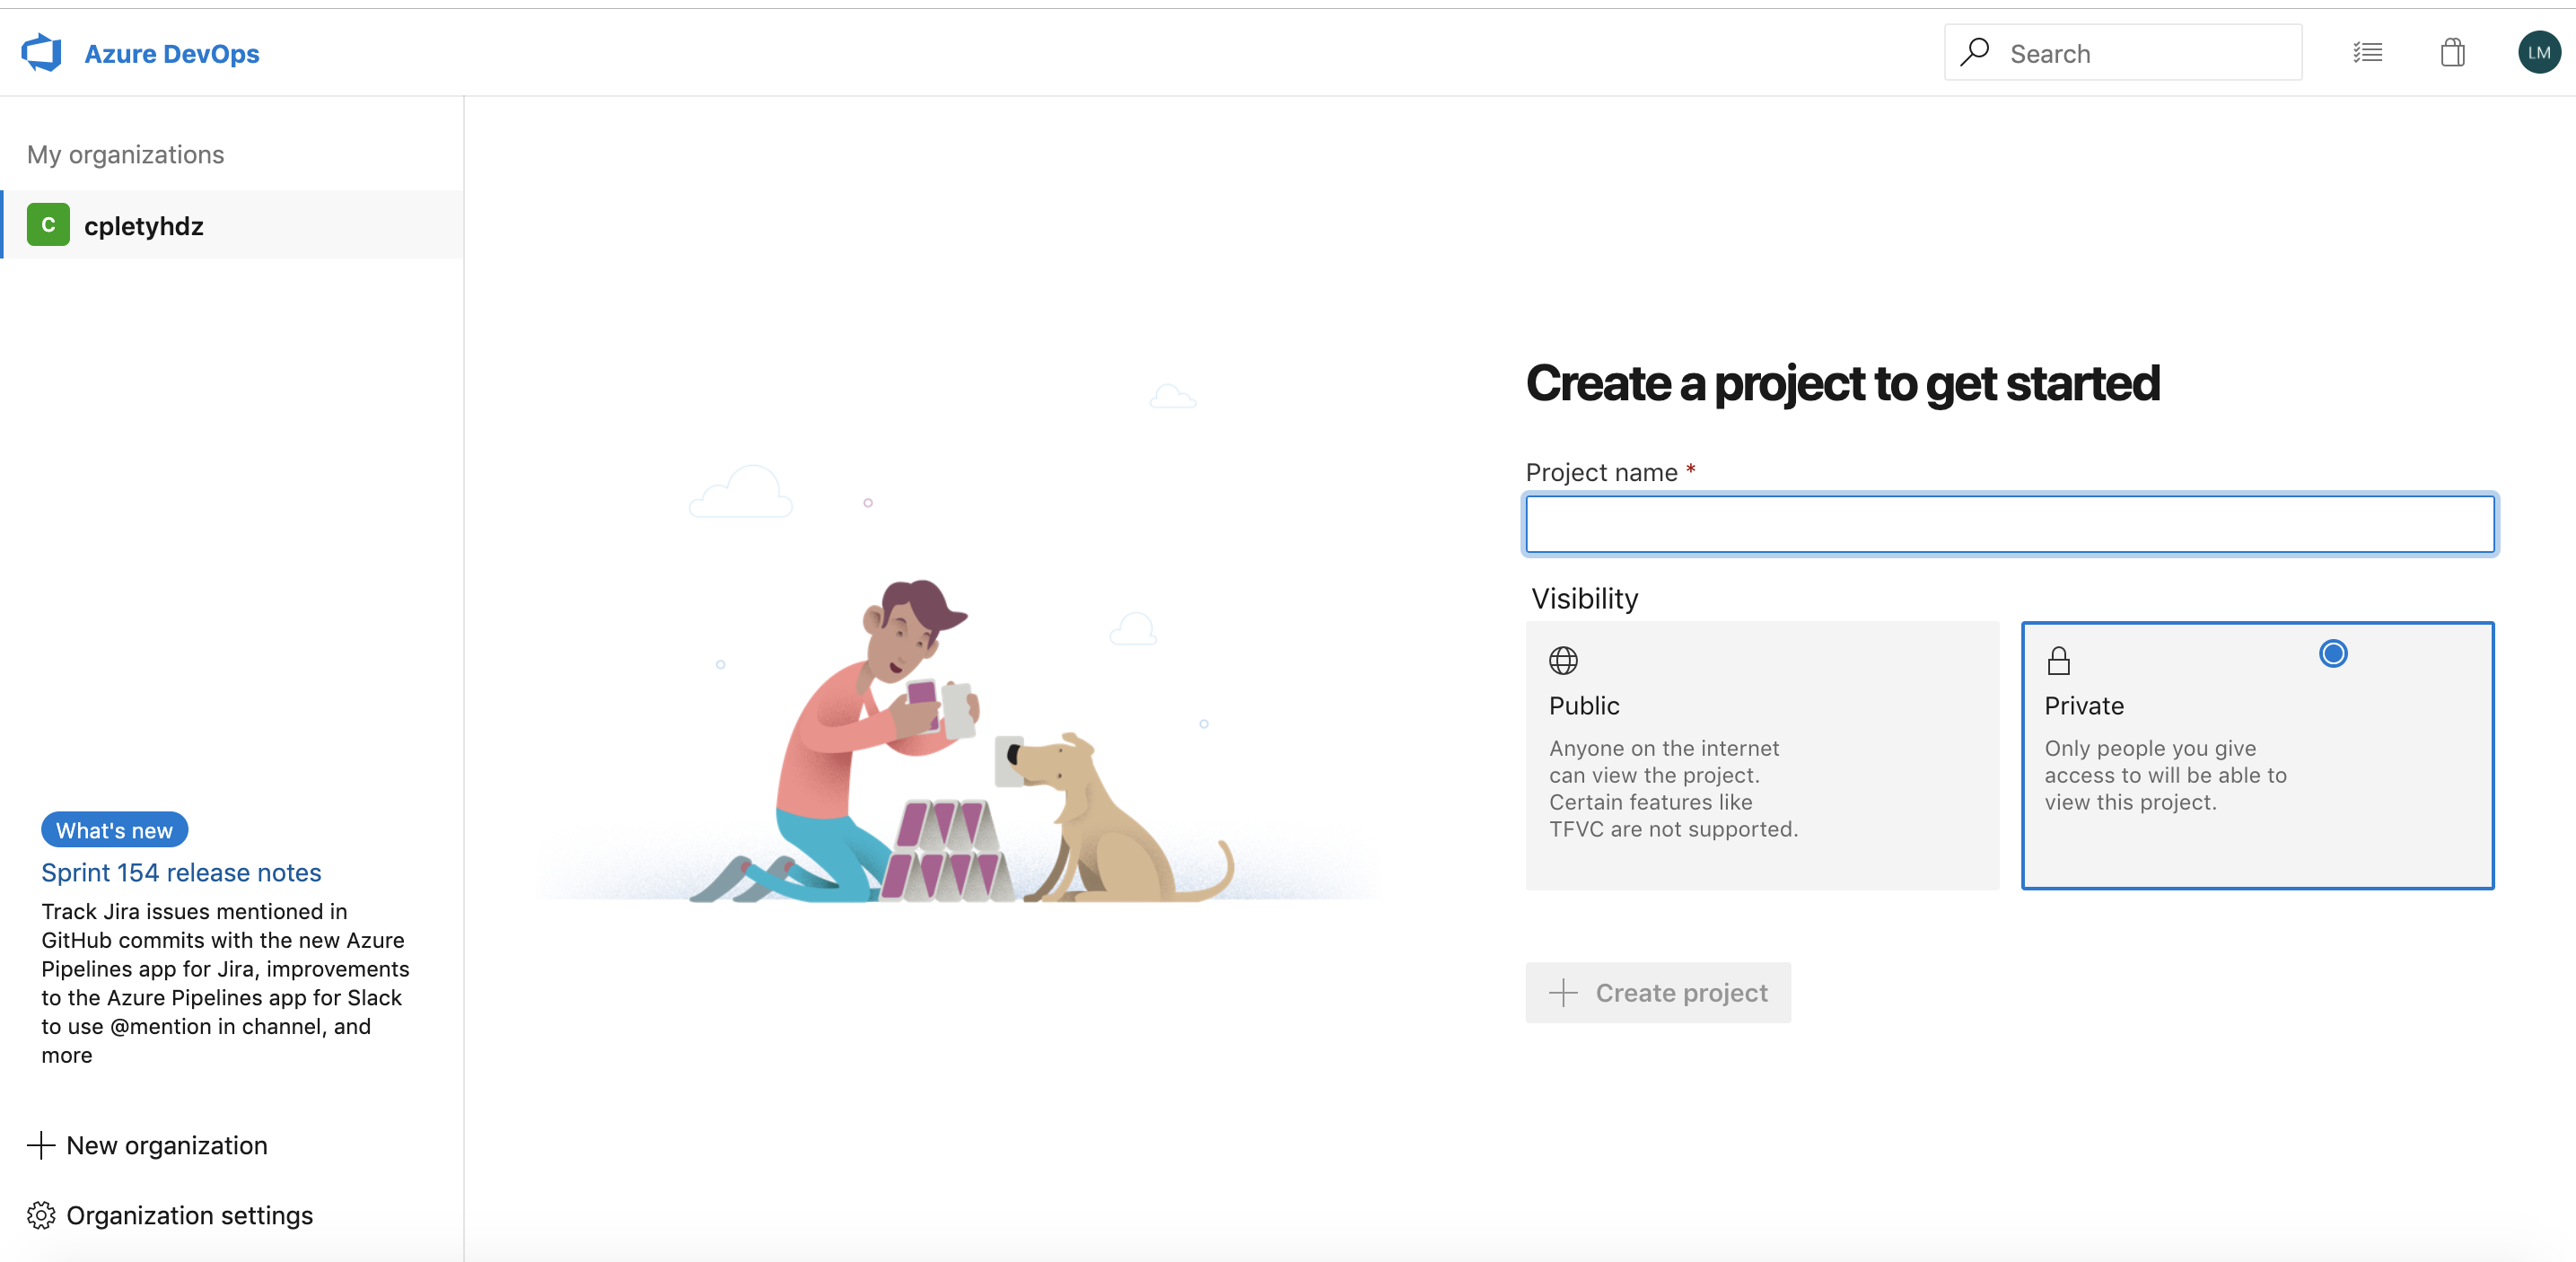 Azure DevOps
Search
LM
My organizations
C
cpletyhdz
Create a project to get started
Project name *
Visibility
Public
Anyone on the internet
can view the project.
Certain features like
TFVC are not supported.
Private
Only people you give
access to will be able to
view this project.
Create project
What's new
Sprint 154 release notes
Track Jira issues mentioned in
GitHub commits with the new Azure
Pipelines app for Jira, improvements
to the Azure Pipelines app for Slack
to use @mention in channel, and
more
New organization
Organization settings